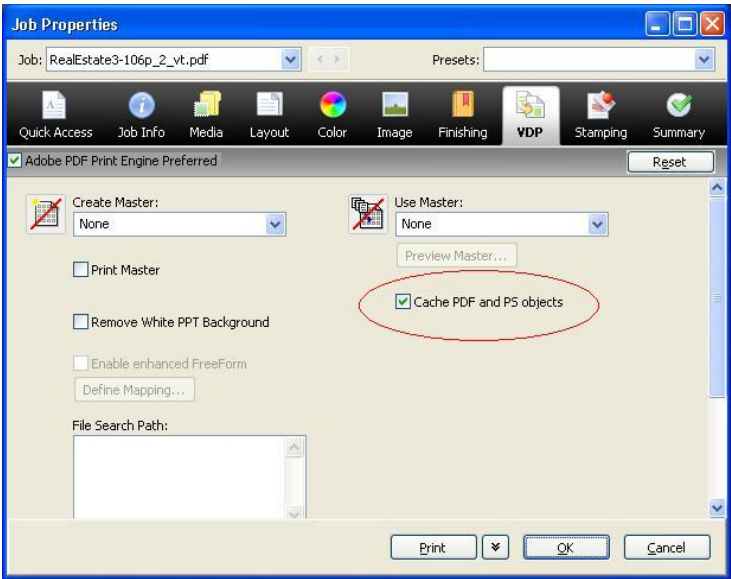 Job Properties
Job: RealEstate3-106p_2_vt.pdf Presets:
Quick Access Job Info Media Layout Color Image Finishing VDP Stamping Summary
Adobe PDF Print Engine Preferred Reset
Create Master: Use Master:
None None
Preview Master...
Print Master
Cache PDF and PS objects
Remove White PPT Background
Enable enhanced FreeForm
Define Mapping...
File Search Path:
Print OK Cancel